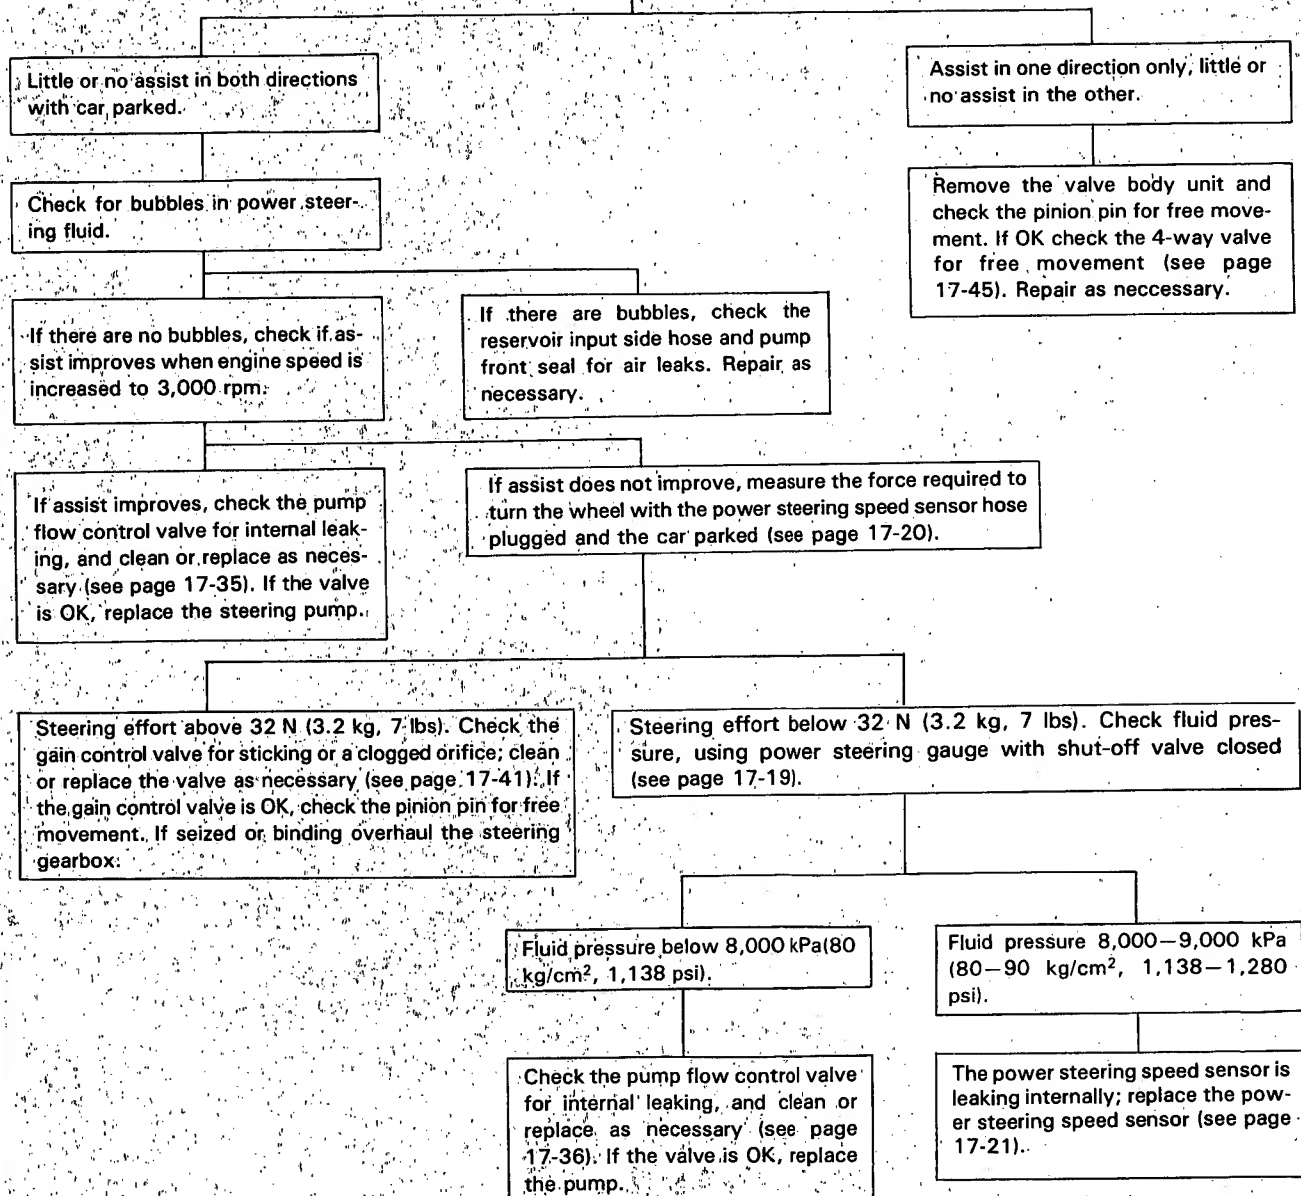 Little or no assist in both directions
with car parked.
Assist in one direction only, little or
no assist in the other.
Check for bubbles in power steer-
ing fluid.
Remove the valve body unit and
check the pinion pin for free move-
ment. If OK check the 4-way valve
for free movement (see page
17-45). Repair as neccessary.
If there are no bubbles, check if as-
sist improves when engine speed is
increased to 3,000 rpm.
If there are bubbles, check the
reservoir input side hose and pump
front seal for air leaks. Repair as
necessary.
If assist improves, check the pump
flow control valve for internal leak-
ing, and clean or replace as neces-
sary (see page 17-35). If the valve
is OK, replace the steering pump.
If assist does not improve, measure the force required to
turn the wheel with the power steering speed sensor hose
plugged and the car parked (see page 17-20).
Steering effort above 32 N (3.2 kg, 7 lbs). Check the
gain control valve for sticking or a clogged orifice; clean
or replace the valve as necessary (see page 17-41). If
the gain control valve is OK, check the pinion pin for free
movement. If seized or binding overhaul the steering
gearbox.
Steering effort below 32 N (3.2 kg, 7 lbs). Check fluid pres-
sure, using power steering gauge with shut-off valve closed
(see page 17-19).
Fluid pressure below 8,000 kPa(80
kg/cm², 1,138 psi).
Fluid pressure 8,000—9,000 kPa
(80—90 kg/cm², 1,138—1,280
psi).
Check the pump flow control valve
for internal leaking, and clean or
replace as necessary (see page
17-36). If the valve is OK, replace
the pump.
The power steering speed sensor is
leaking internally; replace the pow-
er steering speed sensor (see page
17-21).